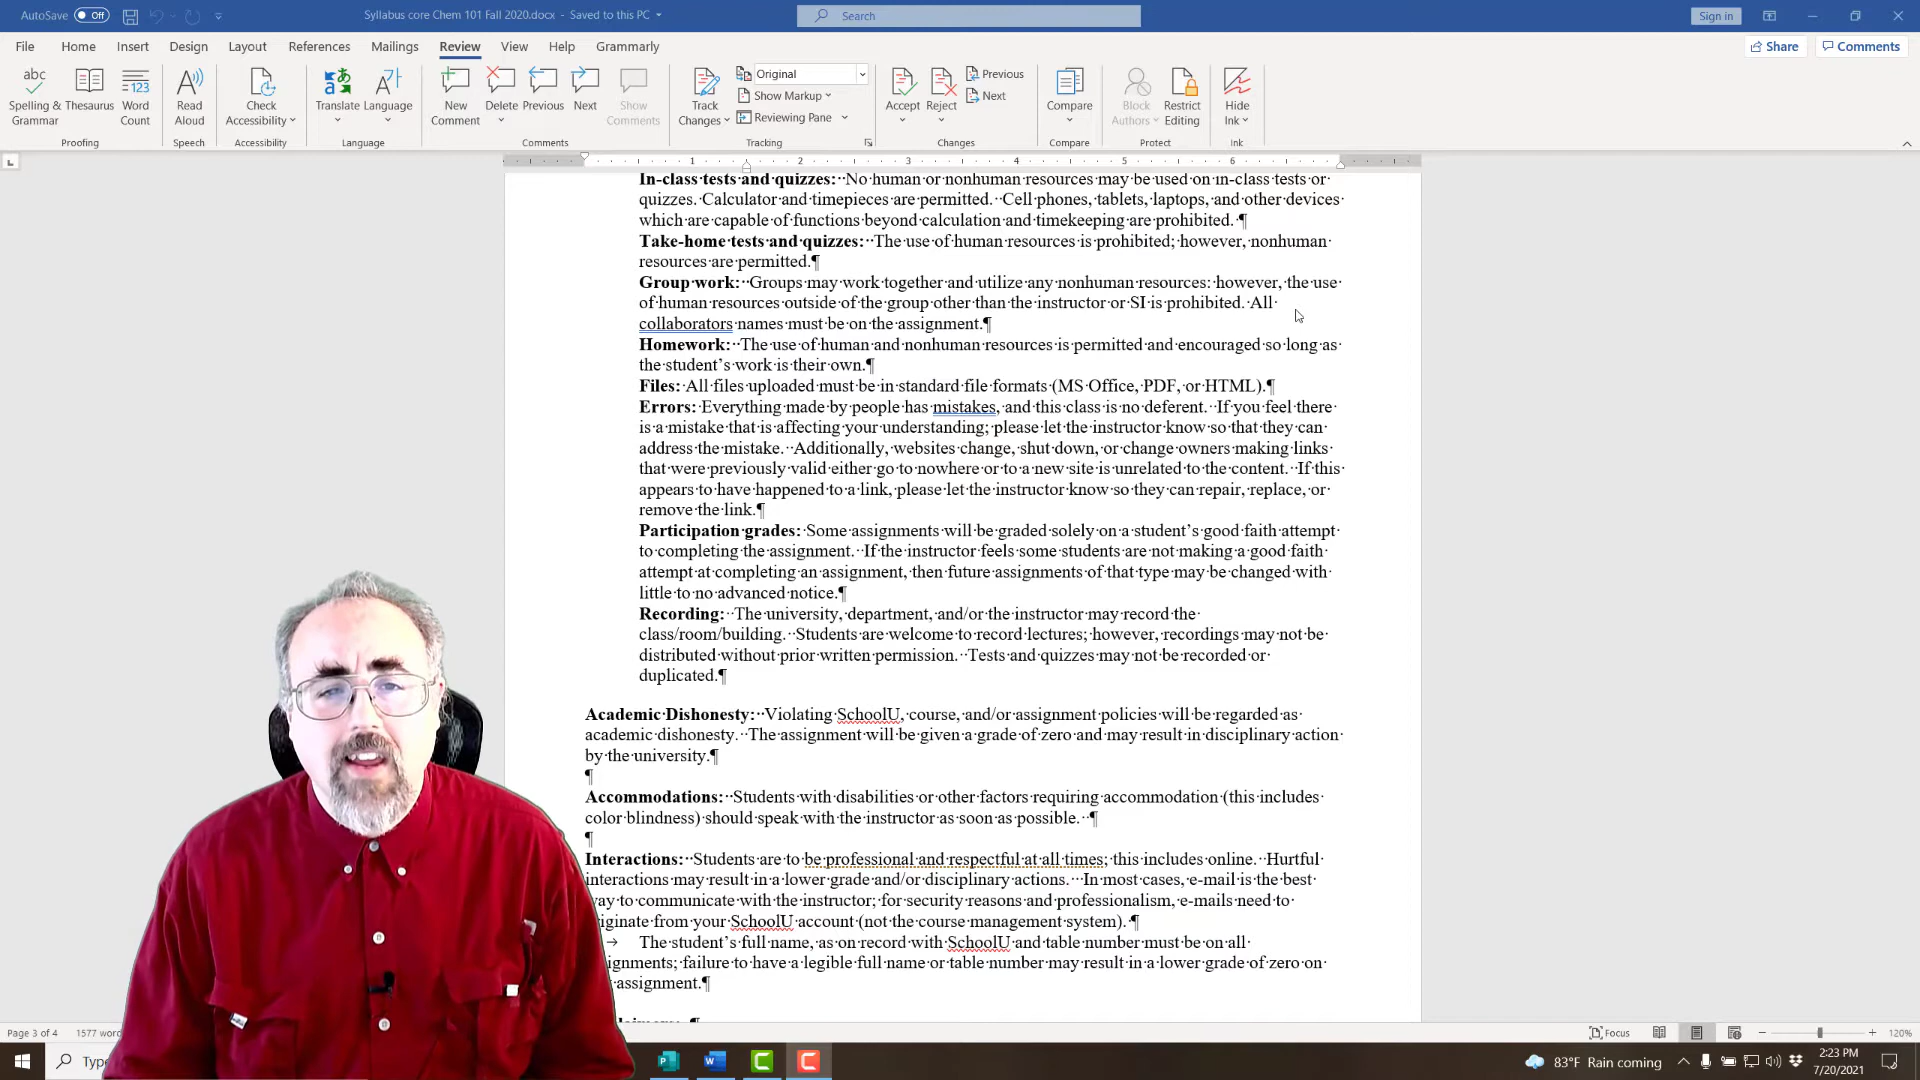 AutoSave Off
Syllabus core Chem 101 Fall 2020.docx - Saved to this PC
Search
Sign in
File Home Insert Design Layout References Mailings Review View Help Grammarly
Share Comments
Spelling & Grammar
Thesaurus
Word Count
Read Aloud
Check Accessibility
Translate
Language
New Comment
Delete
Previous
Next
Show Comments
Track Changes
Original
Show Markup
Reviewing Pane
Accept
Reject
Previous
Next
Compare
Block Authors
Restrict Editing
Hide Ink
Proofing Speech Accessibility Language Comments Tracking Changes Compare Protect Ink
1 2 3 4 5 6
In-class tests and quizzes: No human or nonhuman resources may be used on in-class tests or
quizzes. Calculator and timepieces are permitted. Cell phones, tablets, laptops, and other devices
which are capable of functions beyond calculation and timekeeping are prohibited. ¶
Take-home tests and quizzes: The use of human resources is prohibited; however, nonhuman
resources are permitted.¶
Group work: Groups may work together and utilize any nonhuman resources: however, the use
of human resources outside of the group other than the instructor or SI is prohibited. All
collaborators names must be on the assignment.¶
Homework: The use of human and nonhuman resources is permitted and encouraged so long as
the student's work is their own.¶
Files: All files uploaded must be in standard file formats (MS Office, PDF, or HTML).¶
Errors: Everything made by people has mistakes, and this class is no deferent. If you feel there
is a mistake that is affecting your understanding; please let the instructor know so that they can
address the mistake. Additionally, websites change, shut down, or change owners making links
that were previously valid either go to nowhere or to a new site is unrelated to the content. If this
appears to have happened to a link, please let the instructor know so they can repair, replace, or
remove the link.¶
Participation grades: Some assignments will be graded solely on a student's good faith attempt
to completing the assignment. If the instructor feels some students are not making a good faith
attempt at completing an assignment, then future assignments of that type may be changed with
little to no advanced notice.¶
Recording: The university, department, and/or the instructor may record the
class/room/building. Students are welcome to record lectures; however, recordings may not be
distributed without prior written permission. Tests and quizzes may not be recorded or
duplicated.¶
Academic Dishonesty: Violating SchoolU, course, and/or assignment policies will be regarded as
academic dishonesty. The assignment will be given a grade of zero and may result in disciplinary action
by the university.¶
¶
Accommodations: Students with disabilities or other factors requiring accommodation (this includes
color blindness) should speak with the instructor as soon as possible. ¶
¶
Interactions: Students are to be professional and respectful at all times; this includes online. Hurtful
interactions may result in a lower grade and/or disciplinary actions. In most cases, e-mail is the best
way to communicate with the instructor; for security reasons and professionalism, e-mails need to
originate from your SchoolU account (not the course management system). ¶
The student's full name, as on record with SchoolU and table number must be on all
assignments; failure to have a legible full name or table number may result in a lower grade of zero on
assignment.¶
Page 3 of 4 1577 word
Focus
120%
Type
83°F Rain coming
2:23 PM
7/20/2021